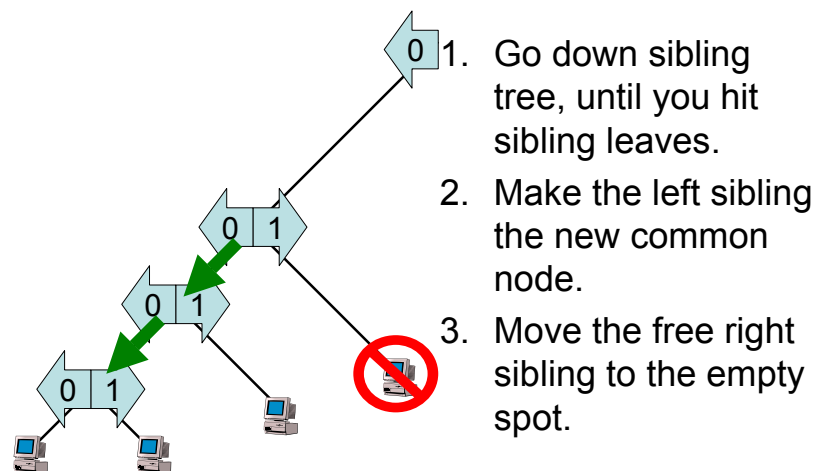 0
1. Go down sibling
tree, until you hit
sibling leaves.
2. Make the left sibling
the new common
node.
3. Move the free right
sibling to the empty
spot.
0 1
0 1
0 1